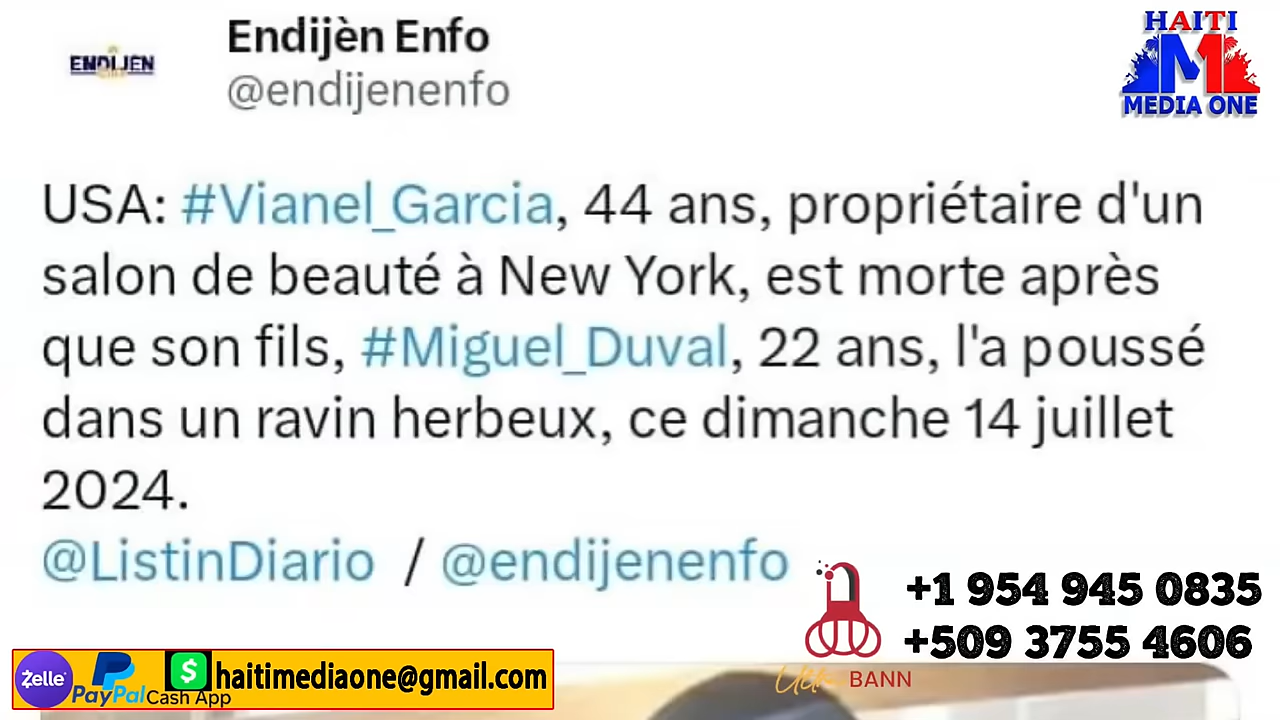 Endijèn Enfo
@endijenenfo
ENDIJÈN
HAITI
M1
MEDIA ONE
USA: #Vianel_Garcia, 44 ans, propriétaire d'un
salon de beauté à New York, est morte après
que son fils, #Miguel_Duval, 22 ans, l'a poussé
dans un ravin herbeux, ce dimanche 14 juillet
2024.
@ListinDiario / @endijenenfo
+1 954 945 0835
+509 3755 4606
BANN
Zelle
PayPal
$
Cash App
haitimediaone@gmail.com